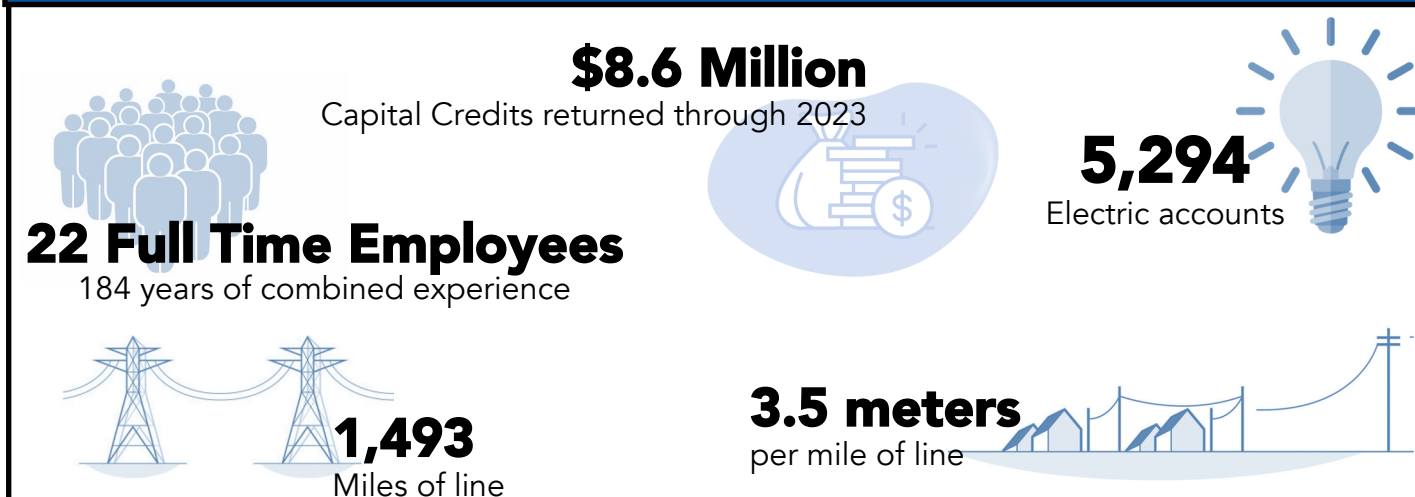 $8.6 Million
Capital Credits returned through 2023
5,294
Electric accounts
22 Full Time Employees
184 years of combined experience
1,493
Miles of line
3.5 meters
per mile of line
$